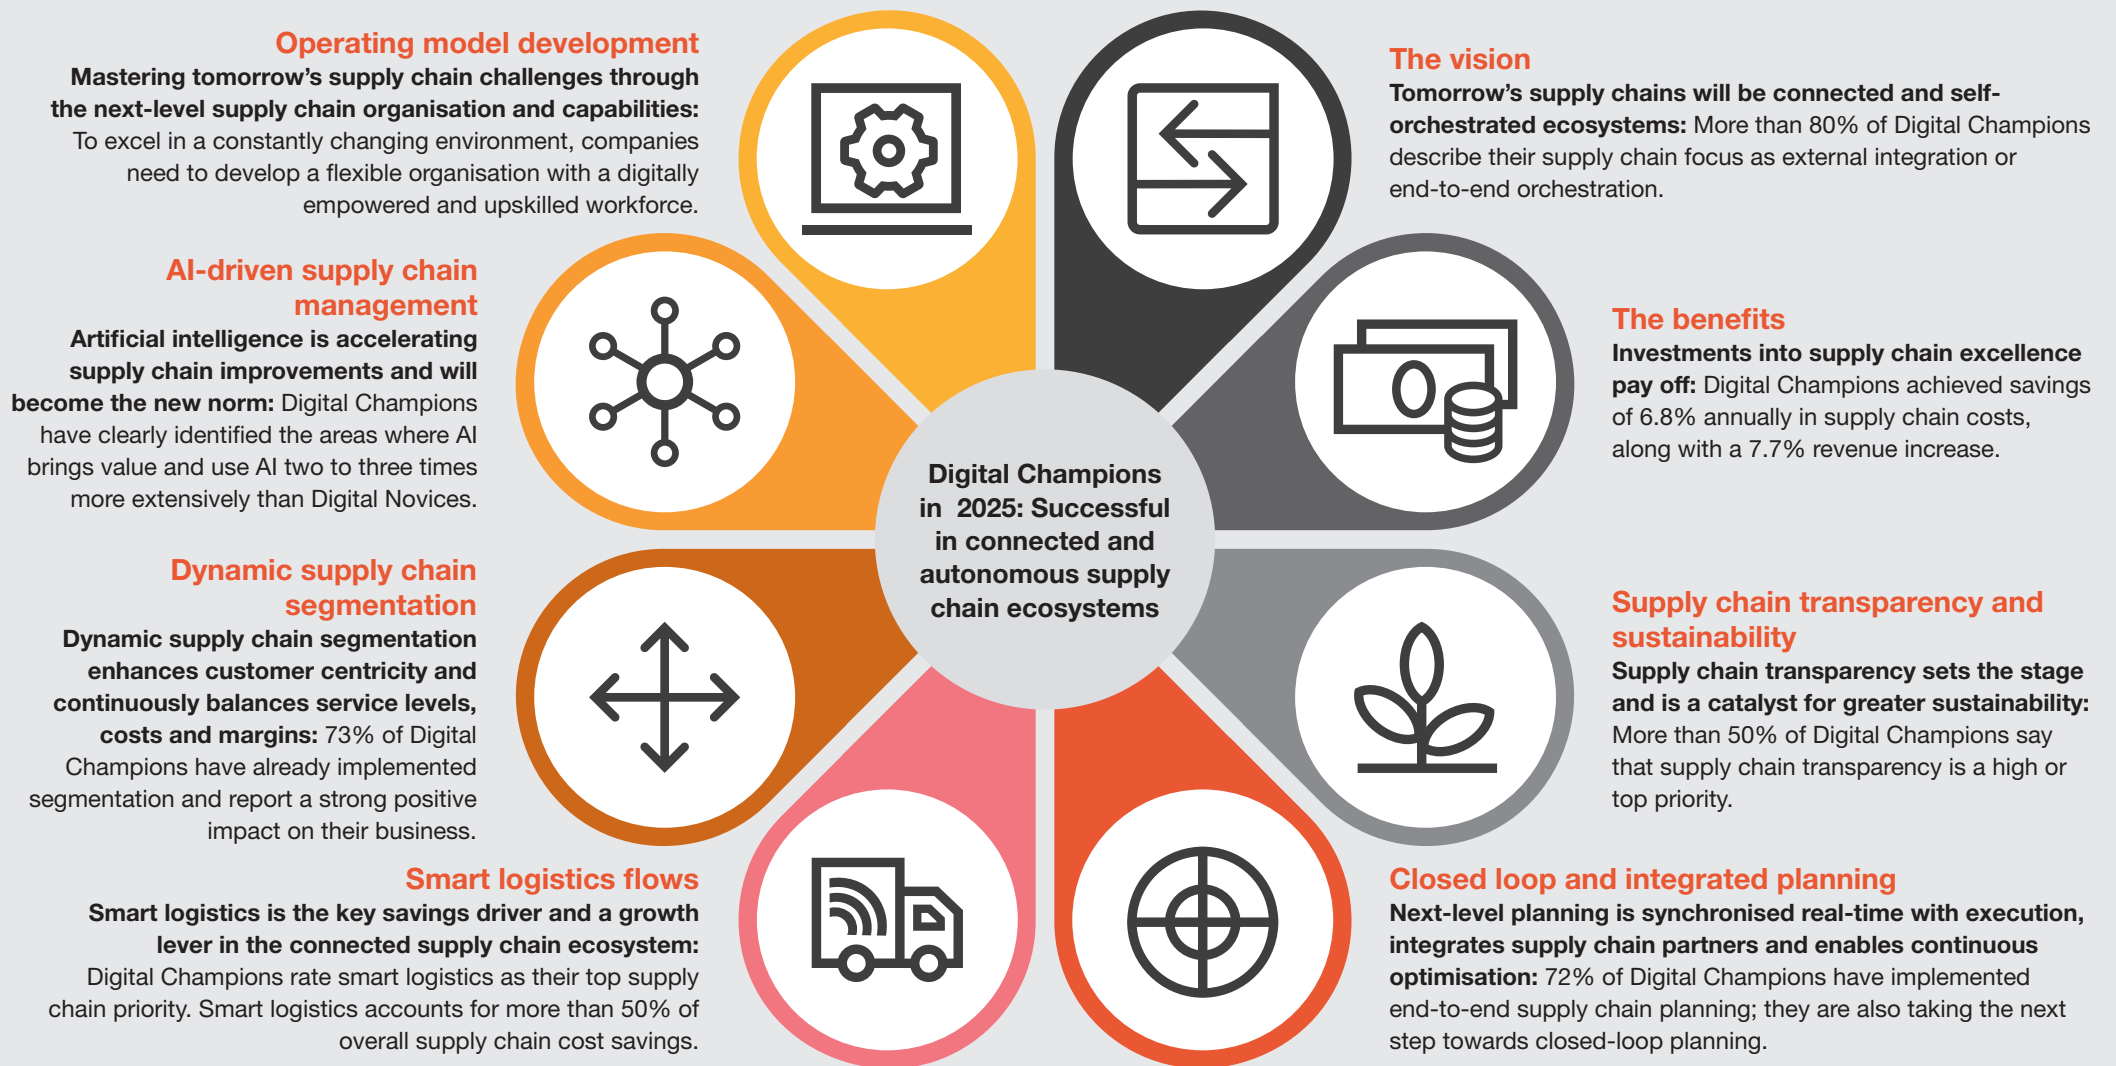 Operating model development
Mastering tomorrow’s supply chain challenges through
the next-level supply chain organisation and capabilities:
To excel in a constantly changing environment, companies
need to develop a flexible organisation with a digitally
empowered and upskilled workforce.
AI-driven supply chain
management
Artificial intelligence is accelerating
supply chain improvements and will
become the new norm: Digital Champions
have clearly identified the areas where AI
brings value and use AI two to three times
more extensively than Digital Novices.
Dynamic supply chain
segmentation
Dynamic supply chain segmentation
enhances customer centricity and
continuously balances service levels,
costs and margins: 73% of Digital
Champions have already implemented
segmentation and report a strong positive
impact on their business.
Smart logistics flows
Smart logistics is the key savings driver and a growth
lever in the connected supply chain ecosystem:
Digital Champions rate smart logistics as their top supply
chain priority. Smart logistics accounts for more than 50% of
overall supply chain cost savings.
Digital Champions
in 2025: Successful
in connected and
autonomous supply
chain ecosystems
The vision
Tomorrow’s supply chains will be connected and self-
orchestrated ecosystems: More than 80% of Digital Champions
describe their supply chain focus as external integration or
end-to-end orchestration.
The benefits
Investments into supply chain excellence
pay off: Digital Champions achieved savings
of 6.8% annually in supply chain costs,
along with a 7.7% revenue increase.
Supply chain transparency and
sustainability
Supply chain transparency sets the stage
and is a catalyst for greater sustainability:
More than 50% of Digital Champions say
that supply chain transparency is a high or
top priority.
Closed loop and integrated planning
Next-level planning is synchronised real-time with execution,
integrates supply chain partners and enables continuous
optimisation: 72% of Digital Champions have implemented
end-to-end supply chain planning; they are also taking the next
step towards closed-loop planning.